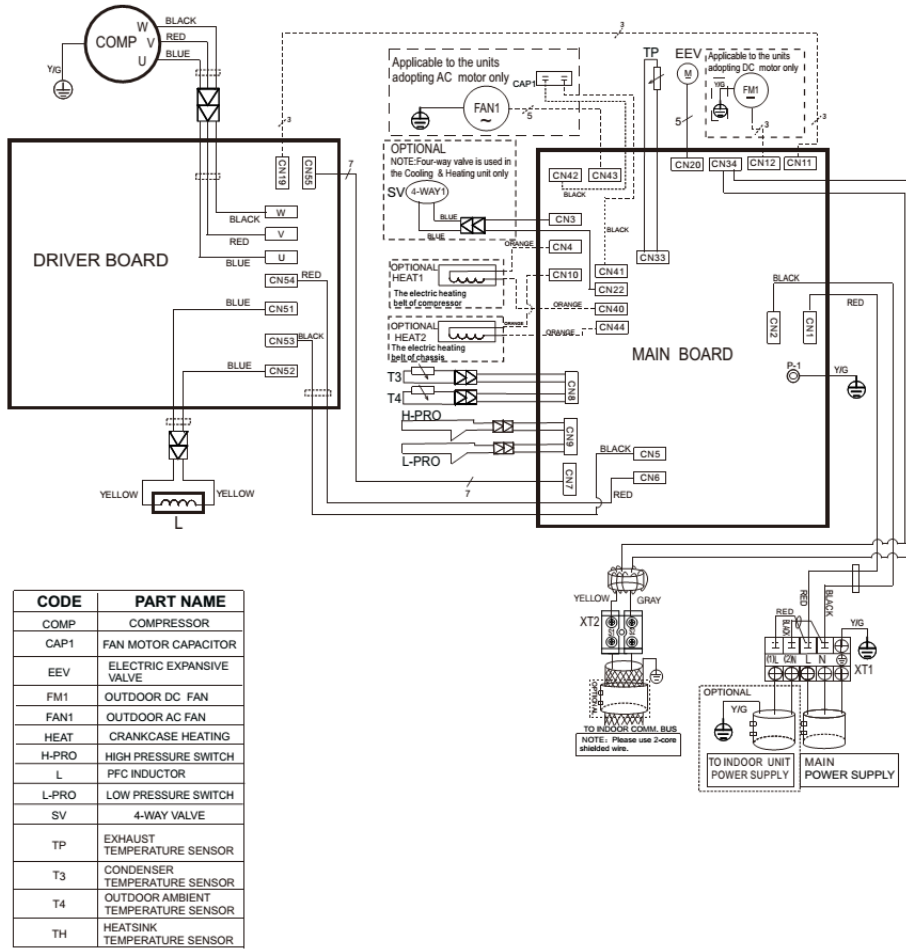 BLACK
RED
BLUE
W
V
U
COMP
Y/G
3
Applicable to the units
adopting AC motor only
CAP1
FAN1
~
5
TP
EEV
M
5
Applicable to the units
adopting DC motor only
Y/G
FM1
3
3
3
OPTIONAL
NOTE:Four-way valve is used in
the Cooling & Heating unit only
SV
4-WAY1
BLUE
BLUE
CN19
CN55
7
BLACK
W
RED
V
BLUE
U
DRIVER BOARD
CN54
RED
BLUE
CN51
CN53
BLACK
BLUE
CN52
YELLOW
YELLOW
L
CN42
CN43
BLACK
CN20
CN34
CN12
CN11
CN3
ORANGE
CN4
BLACK
CN33
CN10
CN41
CN22
OPTIONAL
HEAT1
The electric heating
belt of compressor
ORANGE
CN40
OPTIONAL
HEAT2
The electric heating
belt of chassis
ORANGE
ORANGE
CN44
MAIN BOARD
BLACK
RED
CN2
CN1
P-1
Y/G
T3
T4
CN8
H-PRO
L-PRO
CN9
CN7
7
BLACK
CN5
CN6
RED
YELLOW
GRAY
XT2
OPTIONAL
TO INDOOR COMM. BUS
NOTE: Please use 2-core
shielded wire.
RED
BLACK
RED
BLACK
Y/G
(1)L
(2)N
L
N
XT1
OPTIONAL
Y/G
TO INDOOR UNIT
POWER SUPPLY
MAIN
POWER SUPPLY
CODE PART NAME
COMP COMPRESSOR
CAP1 FAN MOTOR CAPACITOR
EEV ELECTRIC EXPANSIVE
VALVE
FM1 OUTDOOR DC FAN
FAN1 OUTDOOR AC FAN
HEAT CRANKCASE HEATING
H-PRO HIGH PRESSURE SWITCH
L PFC INDUCTOR
L-PRO LOW PRESSURE SWITCH
SV 4-WAY VALVE
TP EXHAUST
TEMPERATURE SENSOR
T3 CONDENSER
TEMPERATURE SENSOR
T4 OUTDOOR AMBIENT
TEMPERATURE SENSOR
TH HEATSINK
TEMPERATURE SENSOR